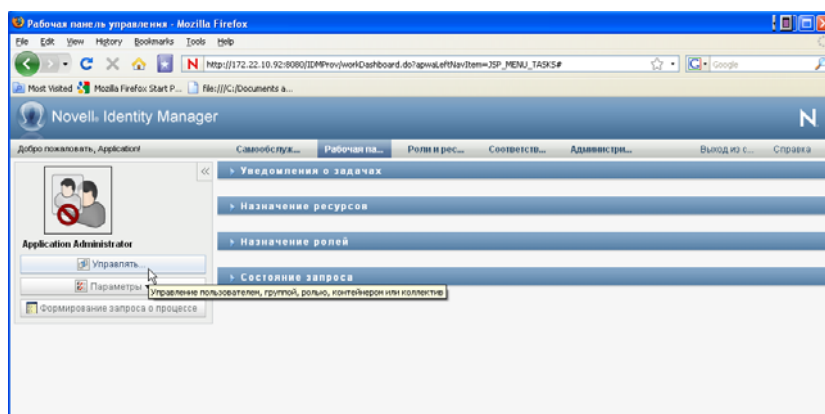 Рабочая панель управления - Mozilla Firefox
File Edit View History Bookmarks Tools Help
N http://172.22.10.92:8080/IDMProv/workDashboard.do?apwaLeftNavItem=JSP_MENU_TASKS# Google
Most Visited Mozilla Firefox Start P... file:///C:/Documents a...
Novell® Identity Manager N
Добро пожаловать, Application! Самообслуж... Рабочая па... Роли и рес... Соответств... Администри... Выход из с... Справка
Уведомления о задачах
Назначение ресурсов
Назначение ролей
Состояние запроса
Application Administrator
Управлять...
Параметры
Управление пользователем, группой, ролью, контейнером или коллектив
Формирование запроса о процессе